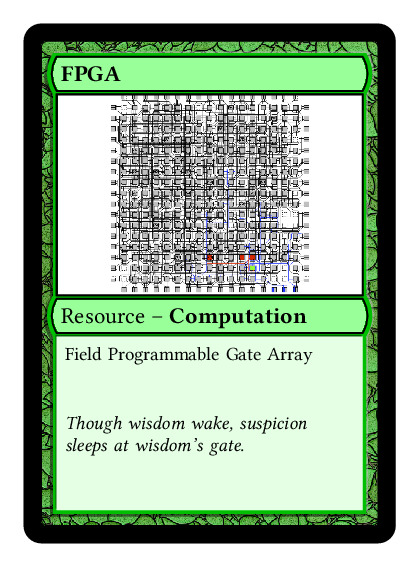 FPGA
Resource – Computation
Field Programmable Gate Array
Though wisdom wake, suspicion
sleeps at wisdom's gate.